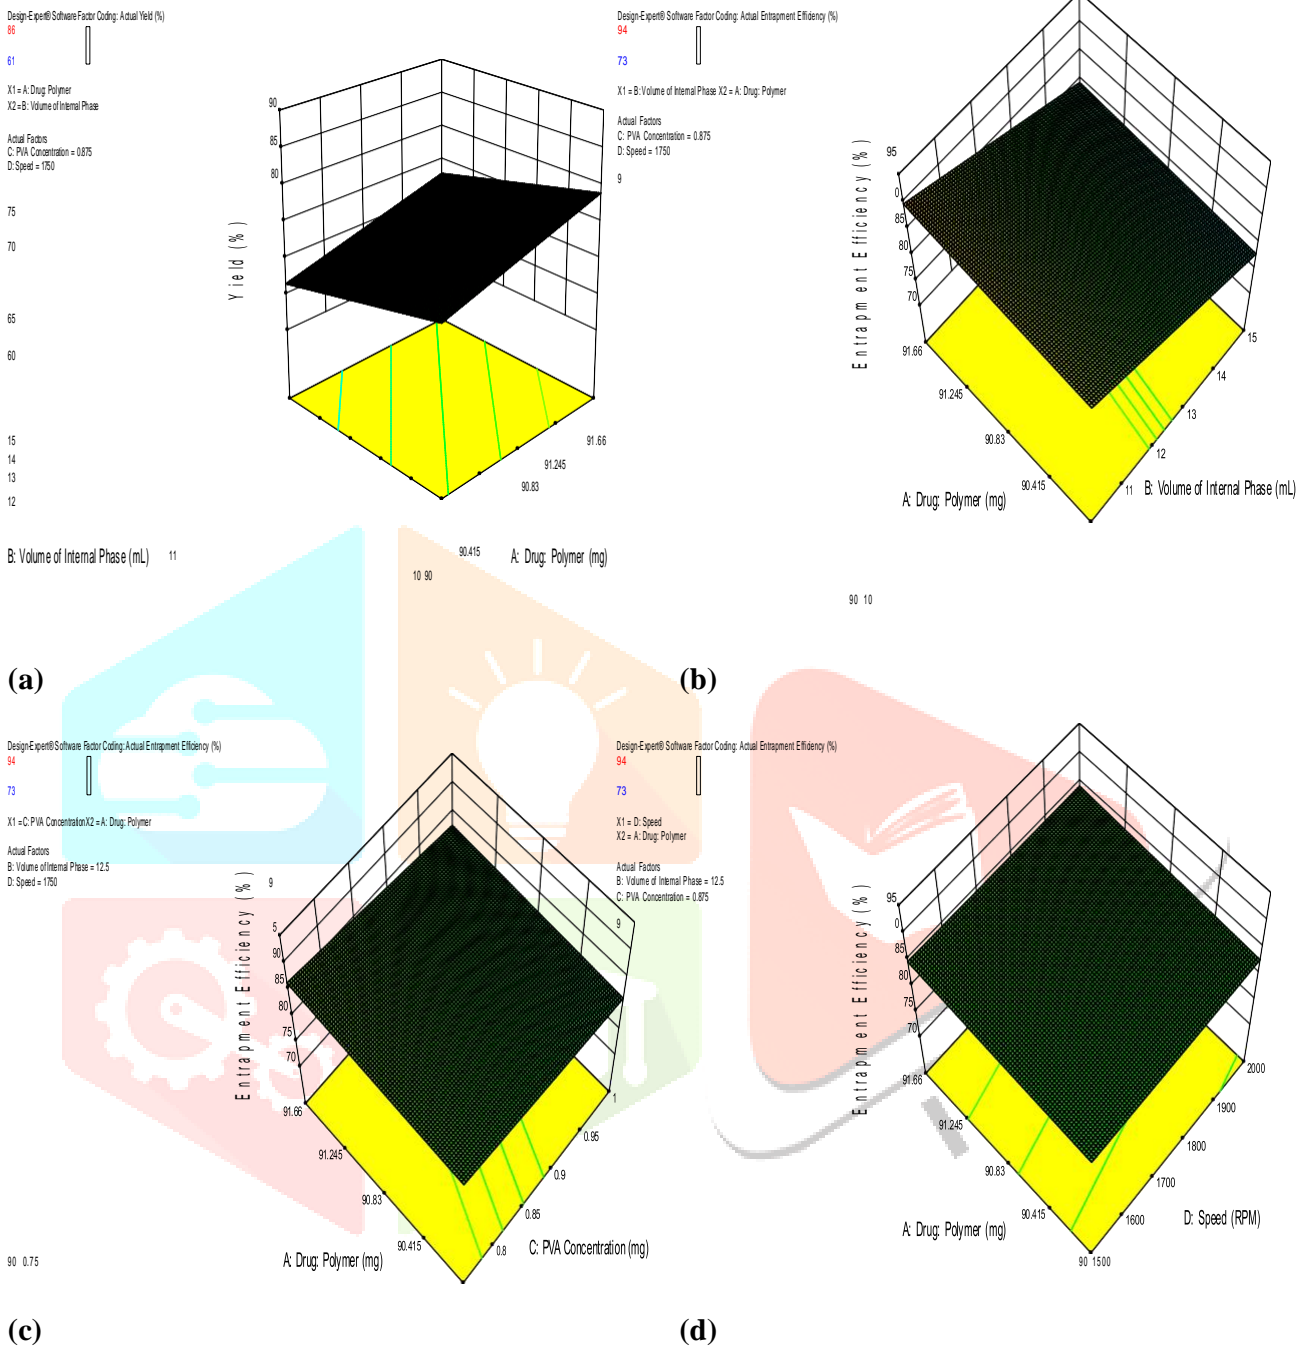 Design-Expert® Software Factor Coding: Actual Yield (%)
86
61
X1 = A: Drug: Polymer
X2 = B: Volume of Internal Phase
Actual Factors
C: PVA Concentration = 0.875
D: Speed = 1750
90
85
80
75
70
65
60
Yield (%)
15
14
13
12
B: Volume of Internal Phase (mL)
11
10 90
90.415
90.83
91.245
91.66
A: Drug: Polymer (mg)
(a)
Design-Expert® Software Factor Coding: Actual Entrapment Efficiency (%)
94
73
X1 = B: Volume of Internal Phase X2 = A: Drug: Polymer
Actual Factors
C: PVA Concentration = 0.875
D: Speed = 1750
9
95
0
85
80
75
70
Entrapment Efficiency (%)
91.66
91.245
90.83
90.415
A: Drug: Polymer (mg)
15
14
13
12
11
B: Volume of Internal Phase (mL)
90 10
(b)
Design-Expert® Software Factor Coding: Actual Entrapment Efficiency (%)
94
73
X1 = C: PVA ConcentrationX2 = A: Drug: Polymer
Actual Factors
B: Volume of Internal Phase = 12.5
D: Speed = 1750
9
5
90
85
80
75
70
Entrapment Efficiency (%)
91.66
91.245
90.83
90.415
A: Drug: Polymer (mg)
1
0.95
0.9
0.85
0.8
C: PVA Concentration (mg)
90 0.75
(c)
Design-Expert® Software Factor Coding: Actual Entrapment Efficiency (%)
94
73
X1 = D: Speed
X2 = A: Drug: Polymer
Actual Factors
B: Volume of Internal Phase = 12.5
C: PVA Concentration = 0.875
9
95
0
85
80
75
70
Entrapment Efficiency (%)
91.66
91.245
90.83
90.415
A: Drug: Polymer (mg)
2000
1900
1800
1700
1600
D: Speed (RPM)
90 1500
(d)